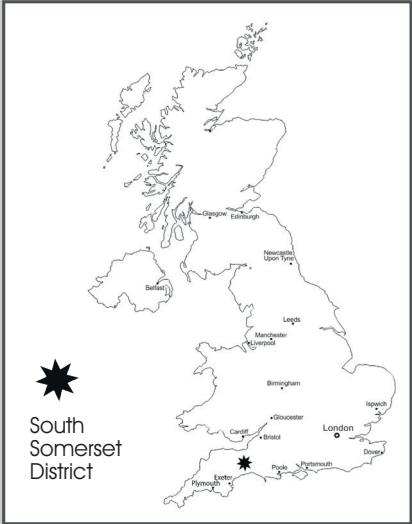 Glasgow
Edinburgh
Newcastle
Upon Tyne
Belfast
Leeds
Manchester
Liverpool
Birmingham
Ispwich
Gloucester
London
Cardiff
Bristol
Dover
Portsmouth
Poole
Exeter
Plymouth
South
Somerset
District